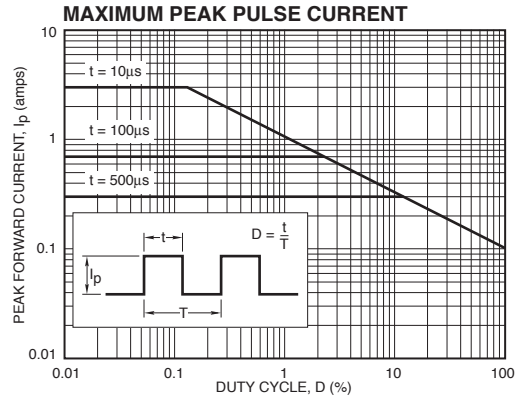 MAXIMUM PEAK PULSE CURRENT
PEAK FORWARD CURRENT, Ip (amps)
10
1
0.1
0.01
t = 10µs
t = 100µs
t = 500µs
t
D = t/T
Ip
T
0.01 0.1 1 10 100
DUTY CYCLE, D (%)